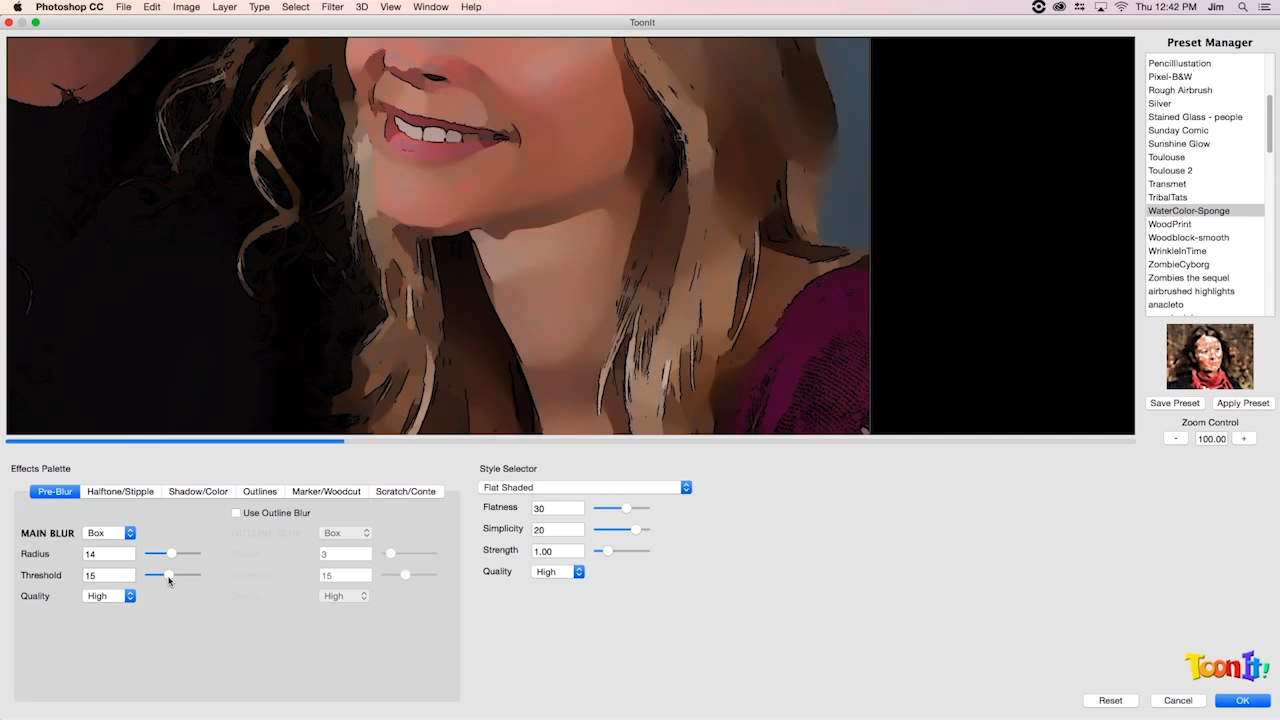 Photoshop CC File Edit Image Layer Type Select Filter 3D View Window Help Thu 12:42 PM Jim
ToonIt
Preset Manager
PencilIlustation
Pixel-B&W
Rough Airbrush
Silver
Stained Glass - people
Sunday Comic
Sunshine Glow
Toulouse
Toulouse 2
Transmet
TribalTats
WaterColor-Sponge
WoodPrint
Woodblock-smooth
WrinkleInTime
ZombieCyborg
Zombies the sequel
airbrushed highlights
anacleto
Save Preset Apply Preset
Zoom Control
- 100.00 +
Effects Palette
Pre-Blur Halftone/Stipple Shadow/Color Outlines Marker/Woodcut Scratch/Conte
Use Outline Blur
MAIN BLUR Box Box
Radius 14 3
Threshold 15 15
Quality High High
Style Selector
Flat Shaded
Flatness 30
Simplicity 20
Strength 1.00
Quality High
ToonIt!
Reset Cancel OK